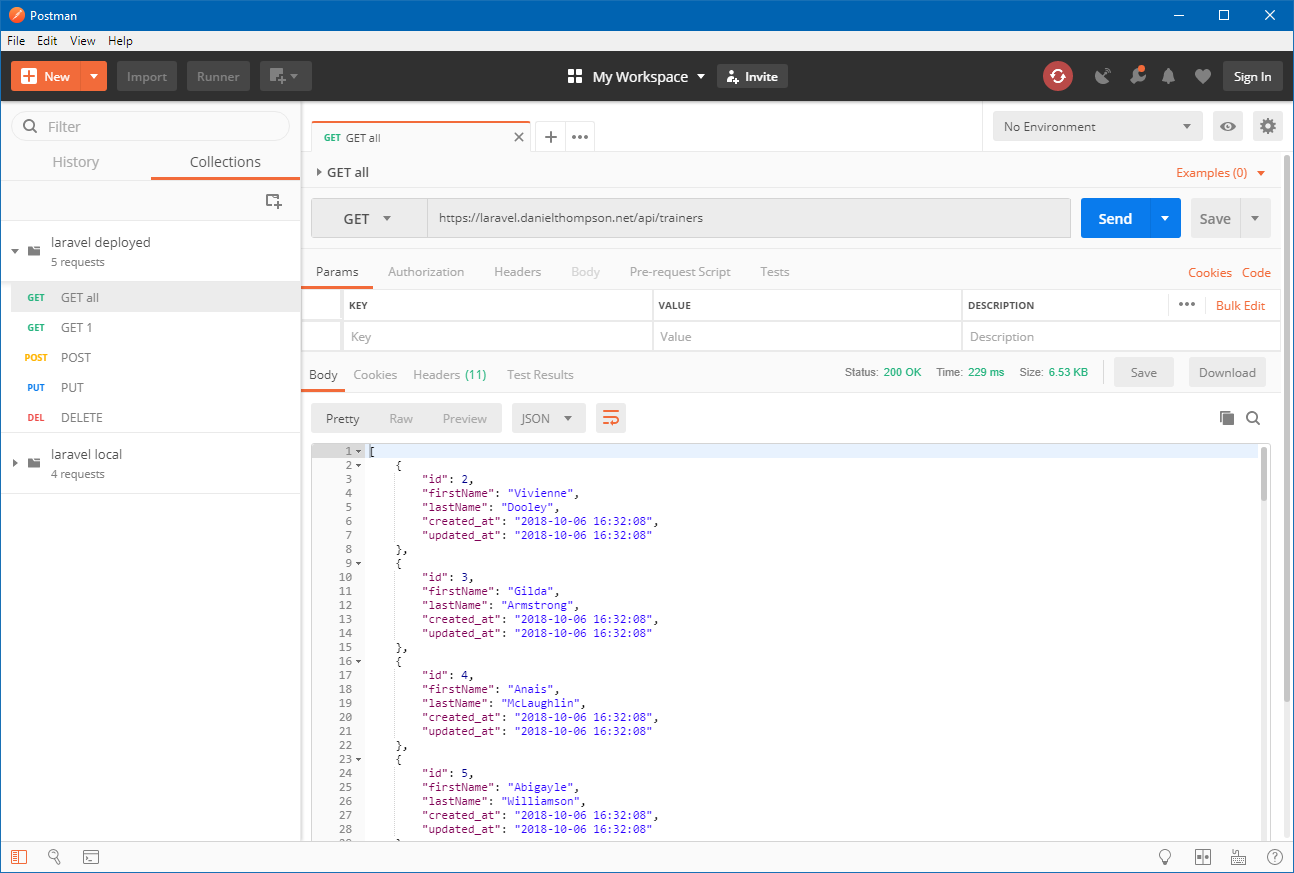 Postman
File Edit View Help
New Import Runner My Workspace Invite Sign In
Filter
History Collections
laravel deployed
5 requests
GET GET all
GET GET 1
POST POST
PUT PUT
DEL DELETE
laravel local
4 requests
GET GET all
No Environment
GET all Examples (0)
GET https://laravel.danielthompson.net/api/trainers Send Save
Params Authorization Headers Body Pre-request Script Tests Cookies Code
KEY VALUE DESCRIPTION Bulk Edit
Key Value Description
Body Cookies Headers (11) Test Results Status: 200 OK Time: 229 ms Size: 6.53 KB Save Download
Pretty Raw Preview JSON
1 [
2 {
3 "id": 2,
4 "firstName": "Vivienne",
5 "lastName": "Dooley",
6 "created_at": "2018-10-06 16:32:08",
7 "updated_at": "2018-10-06 16:32:08"
8 },
9 {
10 "id": 3,
11 "firstName": "Gilda",
12 "lastName": "Armstrong",
13 "created_at": "2018-10-06 16:32:08",
14 "updated_at": "2018-10-06 16:32:08"
15 },
16 {
17 "id": 4,
18 "firstName": "Anais",
19 "lastName": "McLaughlin",
20 "created_at": "2018-10-06 16:32:08",
21 "updated_at": "2018-10-06 16:32:08"
22 },
23 {
24 "id": 5,
25 "firstName": "Abigayle",
26 "lastName": "Williamson",
27 "created_at": "2018-10-06 16:32:08",
28 "updated_at": "2018-10-06 16:32:08"